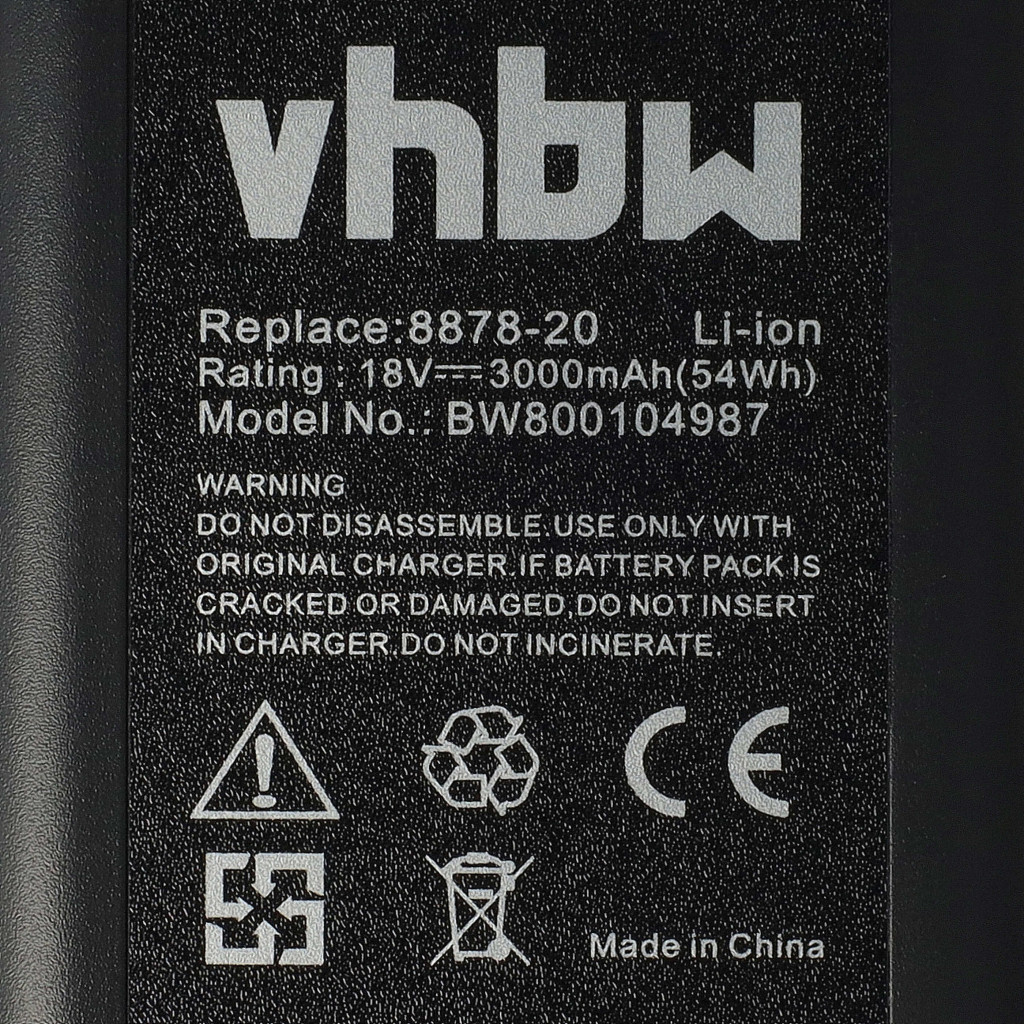 vhbw
Replace:8878-20 Li-ion
Rating : 18V⎓3000mAh(54Wh)
Model No.: BW800104987
WARNING
DO NOT DISASSEMBLE.USE ONLY WITH
ORIGINAL CHARGER.IF BATTERY PACK IS
CRACKED OR DAMAGED,DO NOT INSERT
IN CHARGER.DO NOT INCINERATE.
CE
Made in China